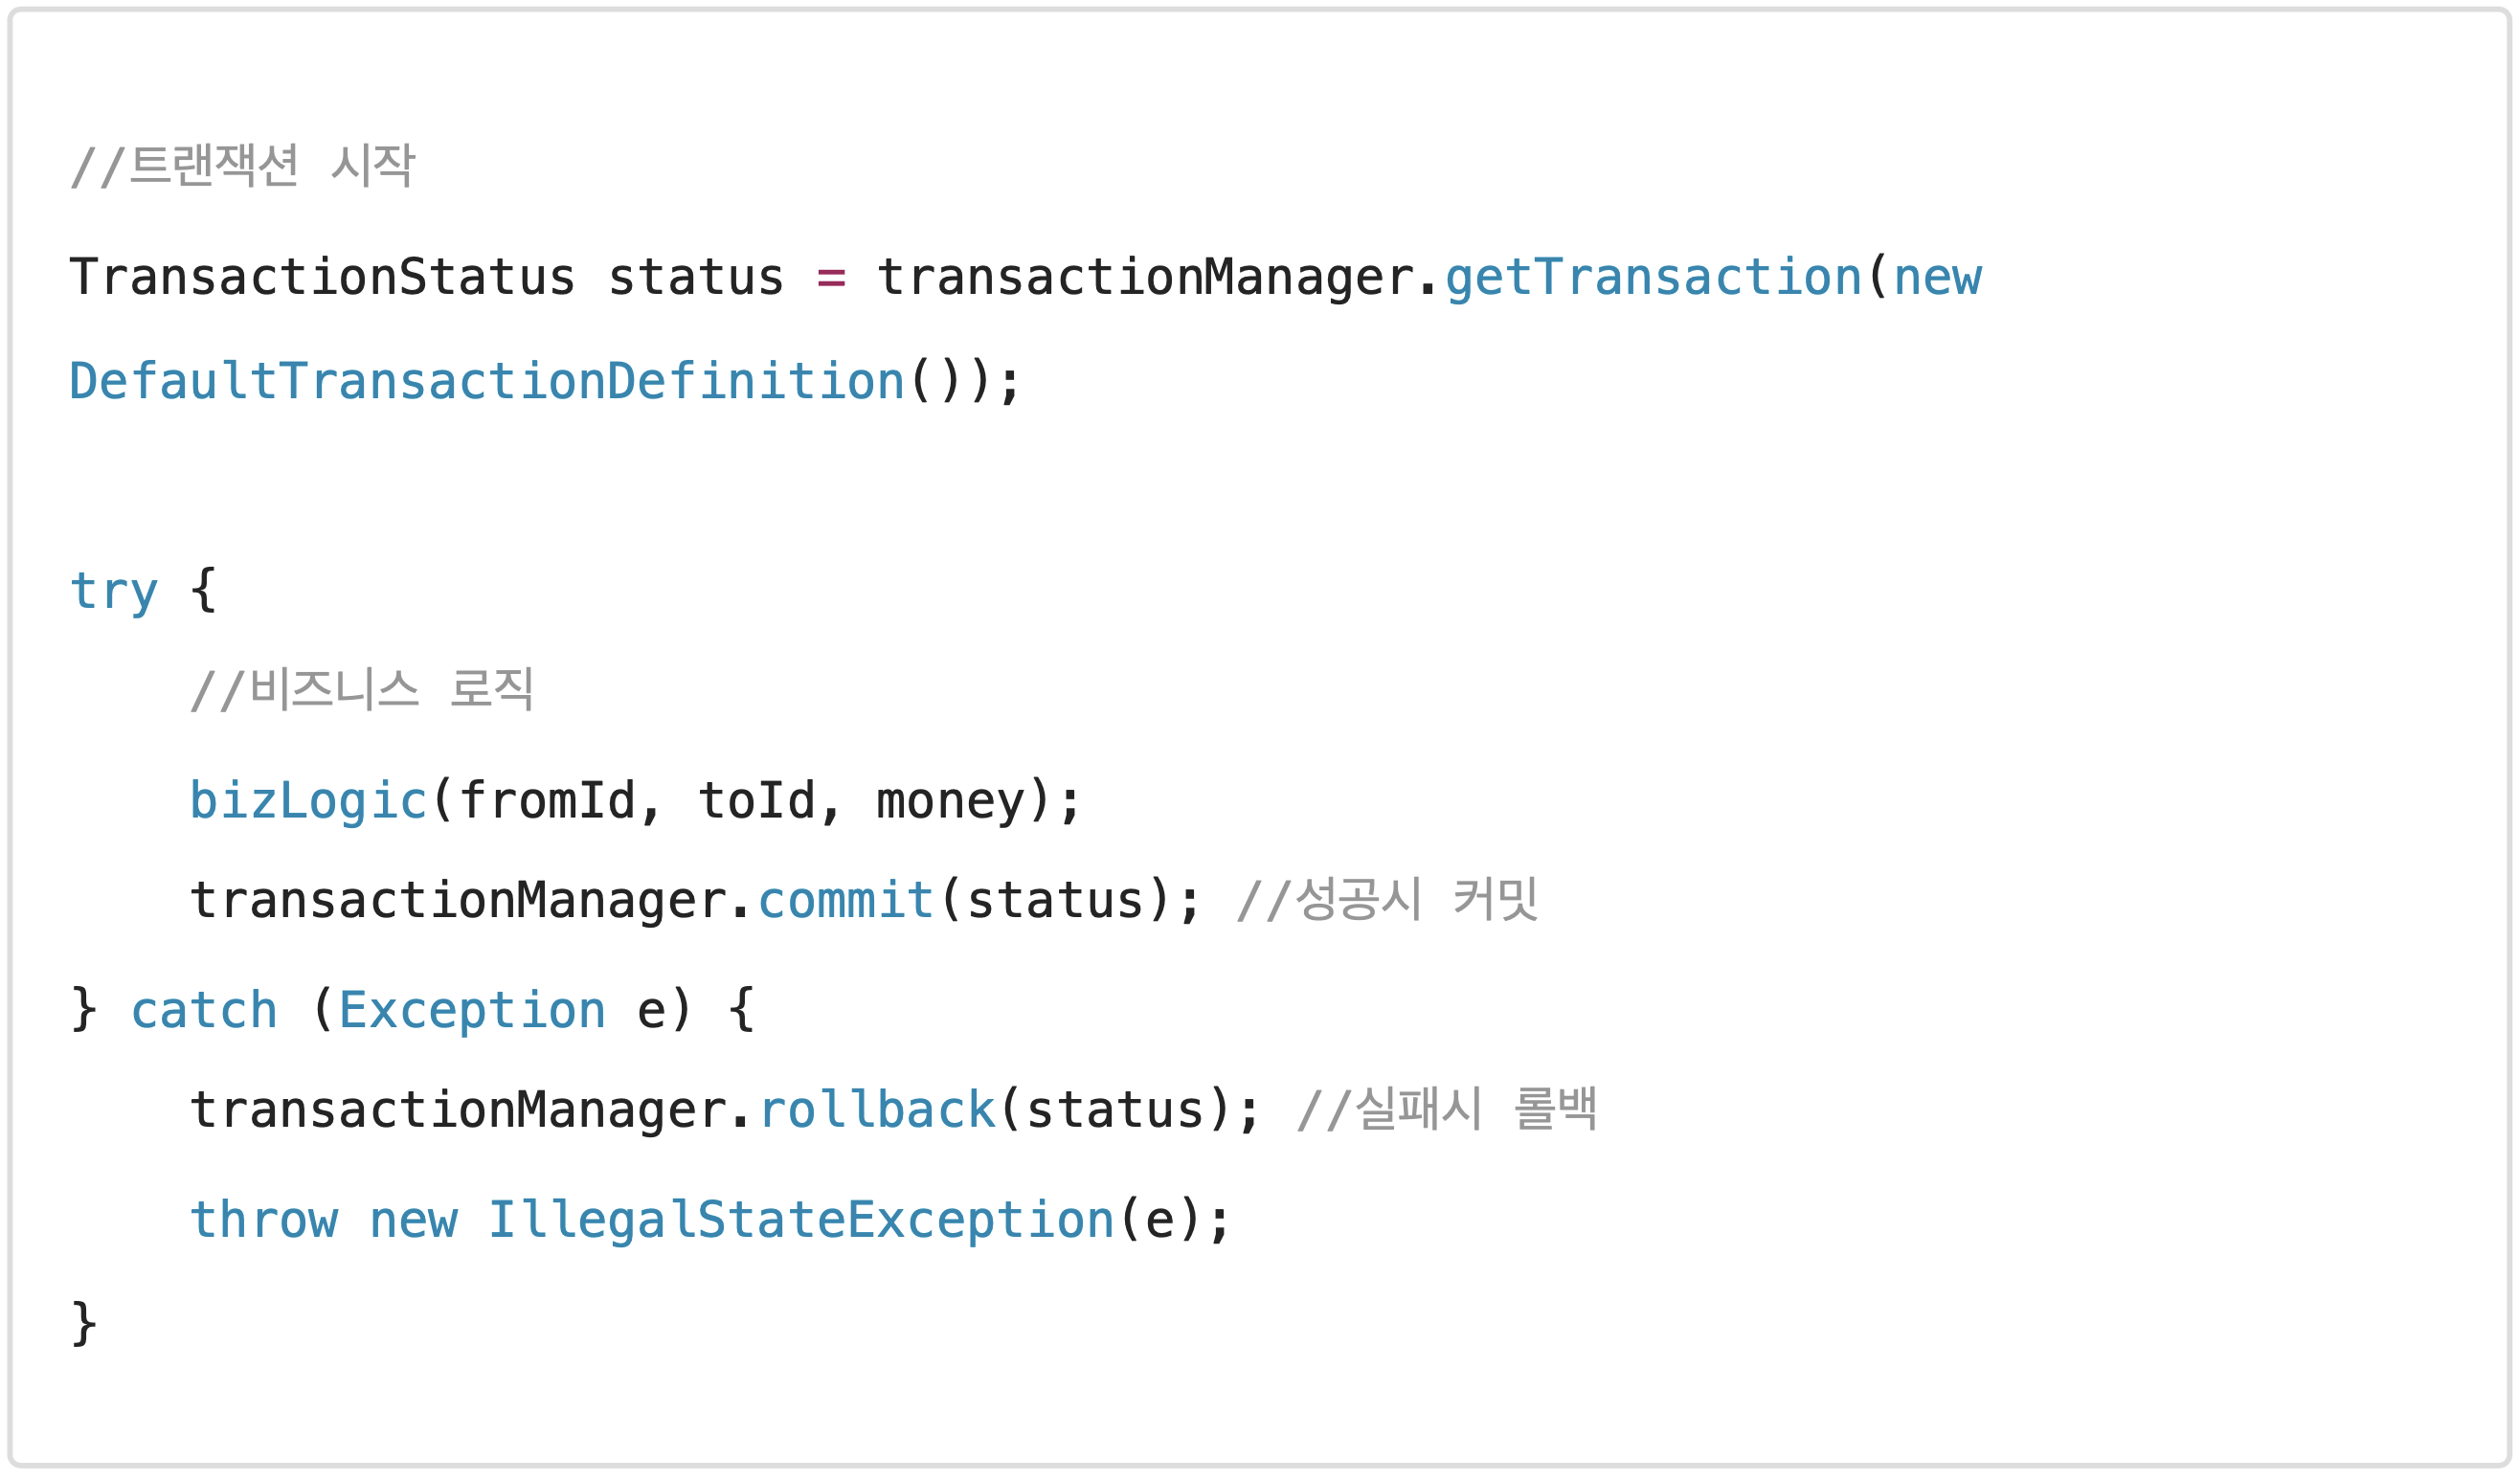 //트랜잭션 시작
TransactionStatus status = transactionManager.getTransaction(new
DefaultTransactionDefinition());
try {
    //비즈니스 로직
    bizLogic(fromId, toId, money);
    transactionManager.commit(status); //성공시 커밋
} catch (Exception e) {
    transactionManager.rollback(status); //실패시 롤백
    throw new IllegalStateException(e);
}